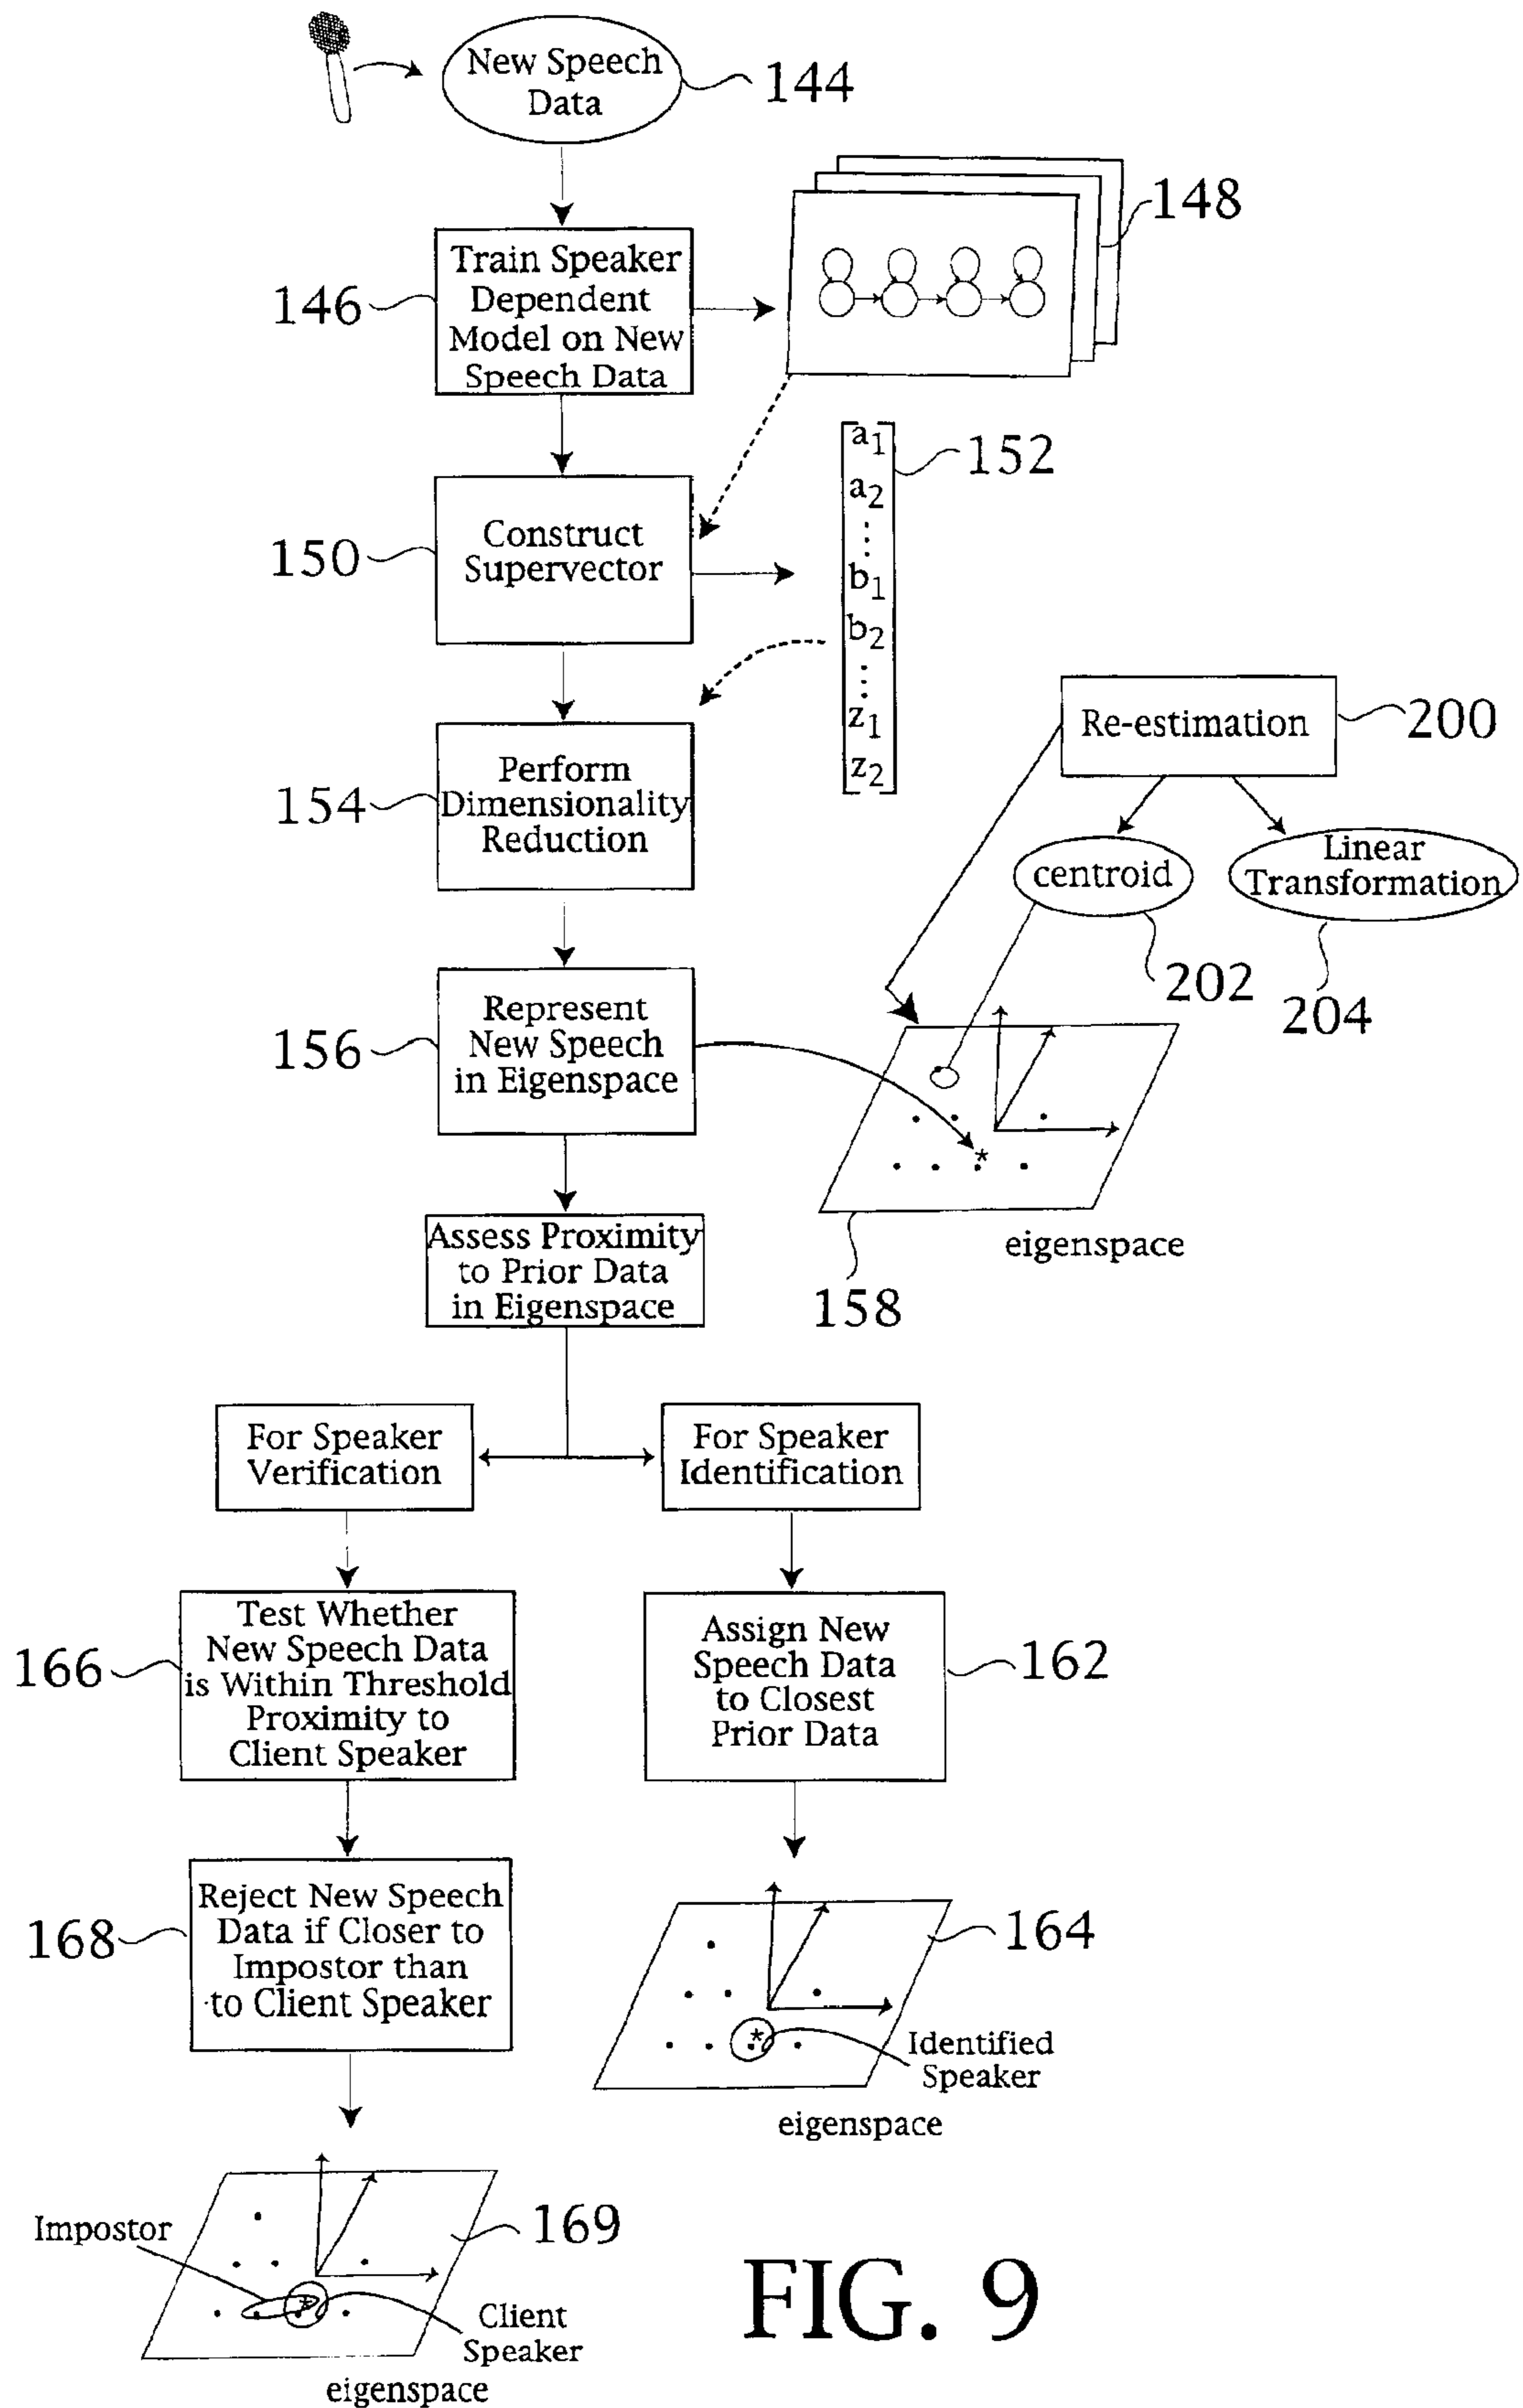 New Speech
Data
144
148
Train Speaker
Dependent
Model on New
Speech Data
146
a1
a2
⋮
b1
b2
⋮
z1
z2
152
Construct
Supervector
150
Re-estimation
200
Perform
Dimensionality
Reduction
154
centroid
Linear
Transformation
202
204
Represent
New Speech
in Eigenspace
156
*
eigenspace
158
Assess Proximity
to Prior Data
in Eigenspace
For Speaker
Verification
For Speaker
Identification
Test Whether
New Speech Data
is Within Threshold
Proximity to
Client Speaker
166
Assign New
Speech Data
to Closest
Prior Data
162
Reject New Speech
Data if Closer to
Impostor than
to Client Speaker
168
164
*
Identified
Speaker
eigenspace
Impostor
169
*
Client
Speaker
eigenspace
FIG. 9